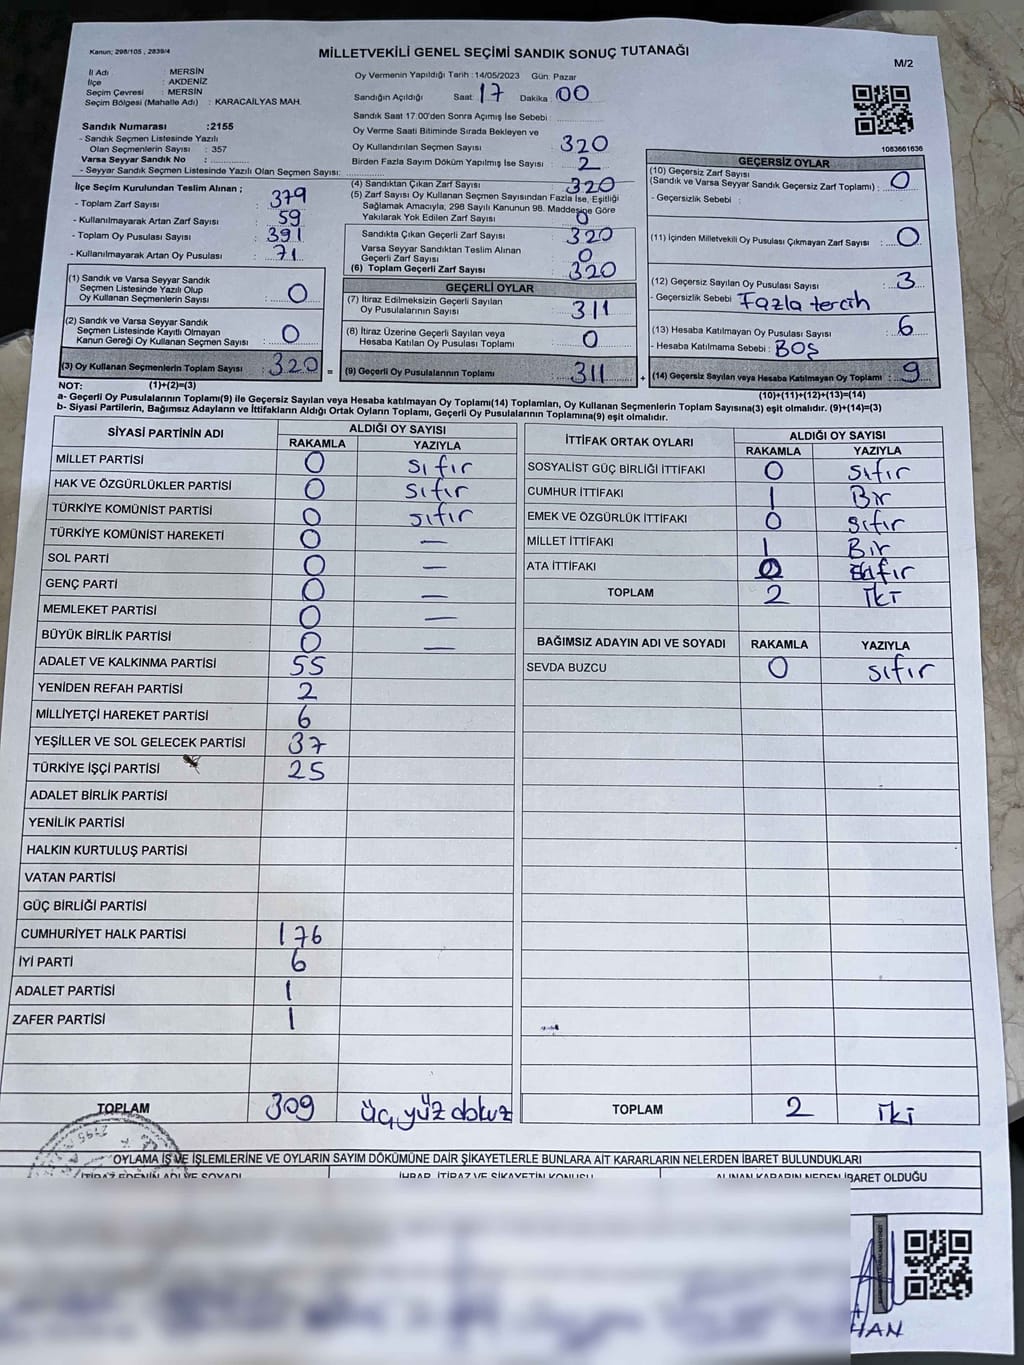 Kanun; 298/105 , 2839/4
MİLLETVEKİLİ GENEL SEÇİMİ SANDIK SONUÇ TUTANAĞI
M/2
İl Adı : MERSİN
İlçe : AKDENİZ
Seçim Çevresi : MERSİN
Seçim Bölgesi (Mahalle Adı) : KARACAİLYAS MAH.
Oy Vermenin Yapıldığı Tarih :14/05/2023 Gün: Pazar
Sandığın Açıldığı Saat: 17 Dakika: 00
Sandık Saat 17:00'den Sonra Açımış İse Sebebi :
Sandık Numarası :2155
- Sandık Seçmen Listesinde Yazılı
Olan Seçmenlerin Sayısı : 357
Varsa Seyyar Sandık No :
- Seyyar Sandık Seçmen Listesinde Yazılı Olan Seçmen Sayısı:
Oy Verme Saati Bitiminde Sırada Bekleyen ve
Oy Kullandırılan Seçmen Sayısı : 320
Birden Fazla Sayım Döküm Yapılmış İse Sayısı : 2
1083661636
İlçe Seçim Kurulundan Teslim Alınan ;
- Toplam Zarf Sayısı : 379
- Kullanılmayarak Artan Zarf Sayısı : 59
- Toplam Oy Pusulası Sayısı : 391
- Kullanılmayarak Artan Oy Pusulası : 71
(4) Sandıktan Çıkan Zarf Sayısı : 320
(5) Zarf Sayısı Oy Kullanan Seçmen Sayısından Fazla İse, Eşitliği
Sağlamak Amacıyla, 298 Sayılı Kanunun 98. Maddesine Göre
Yakılarak Yok Edilen Zarf Sayısı : 0
Sandıkta Çıkan Geçerli Zarf Sayısı : 320
Varsa Seyyar Sandıktan Teslim Alınan
Geçerli Zarf Sayısı : 0
(6) Toplam Geçerli Zarf Sayısı : 320
GEÇERSİZ OYLAR
(10) Geçersiz Zarf Sayısı
(Sandık ve Varsa Seyyar Sandık Geçersiz Zarf Toplamı) : 0
- Geçersizlik Sebebi :
(11) İçinden Milletvekili Oy Pusulası Çıkmayan Zarf Sayısı : 0
(12) Geçersiz Sayılan Oy Pusulası Sayısı : 3
- Geçersizlik Sebebi : Fazla tercih
(13) Hesaba Katılmayan Oy Pusulası Sayısı : 6
- Hesaba Katılmama Sebebi : BOŞ
(14) Geçersiz Sayılan veya Hesaba Katılmayan Oy Toplamı : 9
(10)+(11)+(12)+(13)=(14)
(1) Sandık ve Varsa Seyyar Sandık
Seçmen Listesinde Yazılı Olup
Oy Kullanan Seçmenlerin Sayısı : 0
(2) Sandık ve Varsa Seyyar Sandık
Seçmen Listesinde Kayıtlı Olmayan
Kanun Gereği Oy Kullanan Seçmen Sayısı : 0
(3) Oy Kullanan Seçmenlerin Toplam Sayısı : 320 =
GEÇERLİ OYLAR
(7) İtiraz Edilmeksizin Geçerli Sayılan
Oy Pusulalarının Sayısı : 311
(8) İtiraz Üzerine Geçerli Sayılan veya
Hesaba Katılan Oy Pusulası Toplamı : 0
(9) Geçerli Oy Pusulalarının Toplamı : 311 +
NOT: (1)+(2)=(3)
a- Geçerli Oy Pusulalarının Toplamı(9) ile Geçersiz Sayılan veya Hesaba katılmayan Oy Toplamı(14) Toplamları, Oy Kullanan Seçmenlerin Toplam Sayısına(3) eşit olmalıdır. (9)+(14)=(3)
b- Siyasi Partilerin, Bağımsız Adayların ve İttifakların Aldığı Ortak Oyların Toplamı, Geçerli Oy Pusulalarının Toplamına(9) eşit olmalıdır.
SİYASİ PARTİNİN ADI ALDIĞI OY SAYISI
RAKAMLA YAZIYLA
MİLLET PARTİSİ 0 sıfır
HAK VE ÖZGÜRLÜKLER PARTİSİ 0 sıfır
TÜRKİYE KOMÜNİST PARTİSİ 0 sıfır
TÜRKİYE KOMÜNİST HAREKETİ 0 —
SOL PARTİ 0 —
GENÇ PARTİ 0 —
MEMLEKET PARTİSİ 0 —
BÜYÜK BİRLİK PARTİSİ 0 —
ADALET VE KALKINMA PARTİSİ 55
YENİDEN REFAH PARTİSİ 2
MİLLİYETÇİ HAREKET PARTİSİ 6
YEŞİLLER VE SOL GELECEK PARTİSİ 37
TÜRKİYE İŞÇİ PARTİSİ 25
ADALET BİRLİK PARTİSİ
YENİLİK PARTİSİ
HALKIN KURTULUŞ PARTİSİ
VATAN PARTİSİ
GÜÇ BİRLİĞİ PARTİSİ
CUMHURİYET HALK PARTİSİ 176
İYİ PARTİ 6
ADALET PARTİSİ 1
ZAFER PARTİSİ 1
TOPLAM 309 üç yüz dokuz
İTTİFAK ORTAK OYLARI ALDIĞI OY SAYISI
RAKAMLA YAZIYLA
SOSYALİST GÜÇ BİRLİĞİ İTTİFAKI 0 sıfır
CUMHUR İTTİFAKI 1 Bir
EMEK VE ÖZGÜRLÜK İTTİFAKI 0 sıfır
MİLLET İTTİFAKI 1 Bir
ATA İTTİFAKI 0 sıfır
TOPLAM 2 iki
BAĞIMSIZ ADAYIN ADI VE SOYADI RAKAMLA YAZIYLA
SEVDA BUZCU 0 sıfır
TOPLAM 2 iki
OYLAMA İŞ VE İŞLEMLERİNE VE OYLARIN SAYIM DÖKÜMÜNE DAİR ŞİKAYETLERLE BUNLARA AİT KARARLARIN NELERDEN İBARET BULUNDUKLARI
İTİRAZ EDENİN ADI VE SOYADI İHBAR, İTİRAZ VE ŞİKAYETİN KONUSU ALINAN KARARIN NEDEN İBARET OLDUĞU
HAN